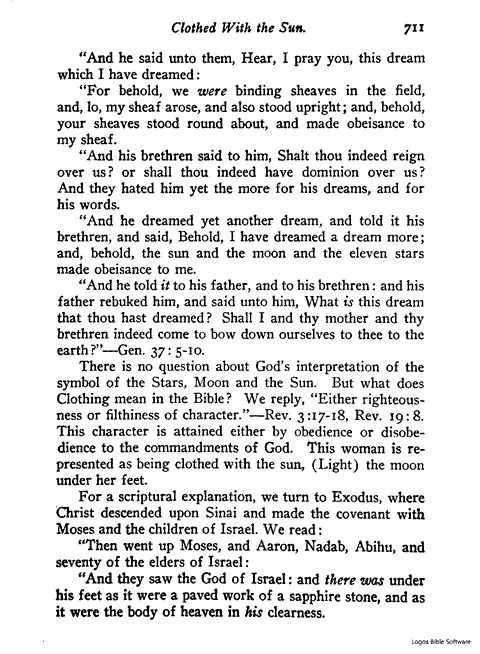 Clothed With the Sun. 711
"And he said unto them, Hear, I pray you, this dream
which I have dreamed:
"For behold, we were binding sheaves in the field,
and, lo, my sheaf arose, and also stood upright; and, behold,
your sheaves stood round about, and made obeisance to
my sheaf.
"And his brethren said to him, Shalt thou indeed reign
over us? or shall thou indeed have dominion over us?
And they hated him yet the more for his dreams, and for
his words.
"And he dreamed yet another dream, and told it his
brethren, and said, Behold, I have dreamed a dream more;
and, behold, the sun and the moon and the eleven stars
made obeisance to me.
"And he told it to his father, and to his brethren: and his
father rebuked him, and said unto him, What is this dream
that thou hast dreamed? Shall I and thy mother and thy
brethren indeed come to bow down ourselves to thee to the
earth?"—Gen. 37: 5-10.
There is no question about God's interpretation of the
symbol of the Stars, Moon and the Sun. But what does
Clothing mean in the Bible? We reply, "Either righteous-
ness or filthiness of character."—Rev. 3:17-18, Rev. 19: 8.
This character is attained either by obedience or disobe-
dience to the commandments of God. This woman is re-
presented as being clothed with the sun, (Light) the moon
under her feet.
For a scriptural explanation, we turn to Exodus, where
Christ descended upon Sinai and made the covenant with
Moses and the children of Israel. We read:
"Then went up Moses, and Aaron, Nadab, Abihu, and
seventy of the elders of Israel:
"And they saw the God of Israel: and there was under
his feet as it were a paved work of a sapphire stone, and as
it were the body of heaven in his clearness.
Logos Bible Software